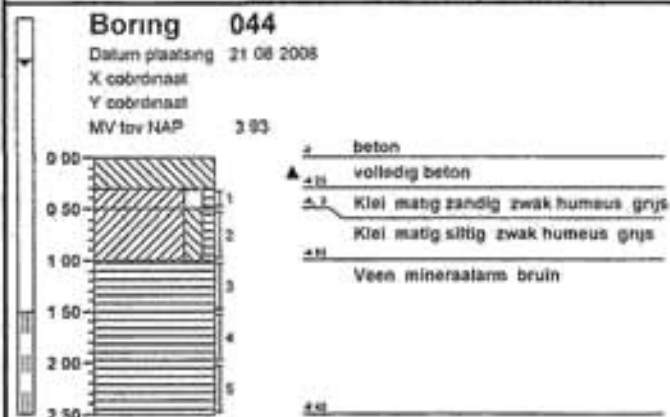 Boring 044
Datum plaatsing 21 08 2008
X coördinaat
Y coördinaat
MV tov NAP 3 93
0 00
beton
volledig beton
1
Klei matig zandig zwak humeus grijs
0 50
2
Klei matig siltig zwak humeus grijs
1 00
Veen mineraalarm bruin
3
1 50
4
2 00
5
2 50